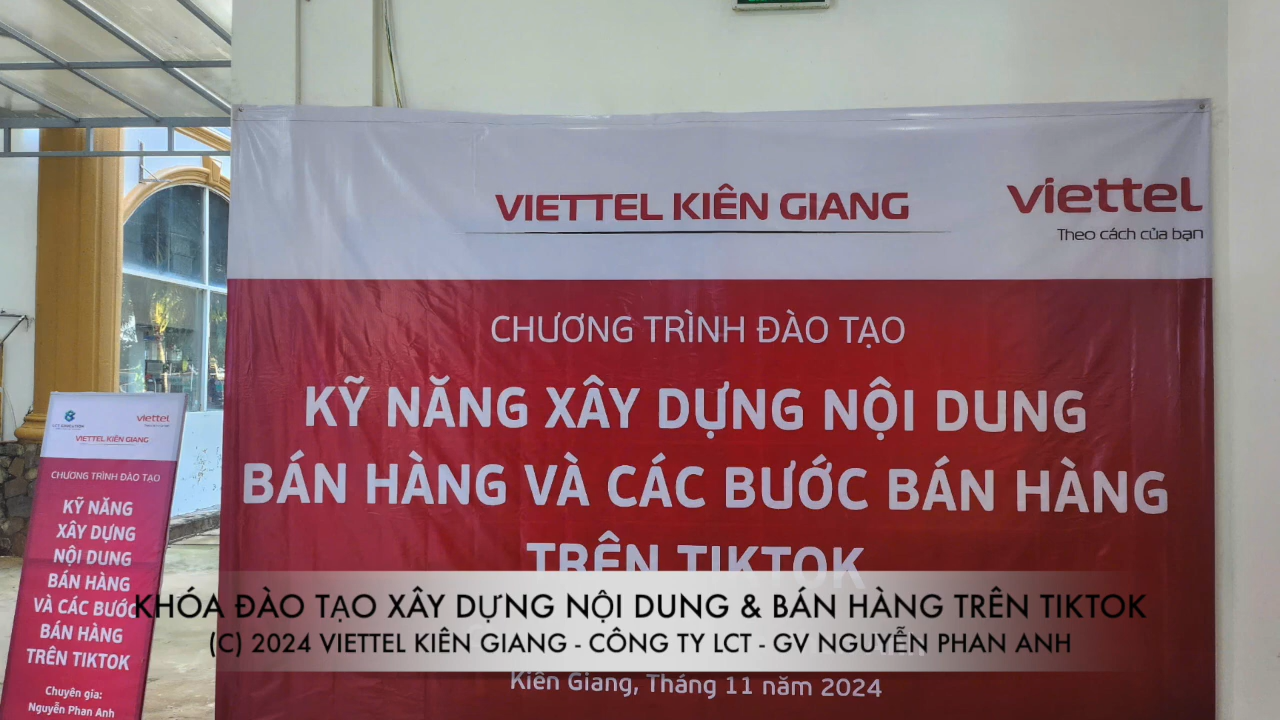 VIETTEL KIÊN GIANG
viettel
Theo cách của bạn
CHƯƠNG TRÌNH ĐÀO TẠO
KỸ NĂNG XÂY DỰNG NỘI DUNG
BÁN HÀNG VÀ CÁC BƯỚC BÁN HÀNG
TRÊN TIKTOK
Kiên Giang, Tháng 11 năm 2024
viettel
VIETTEL KIÊN GIANG
CHƯƠNG TRÌNH ĐÀO TẠO
KỸ NĂNG
XÂY DỰNG
NỘI DUNG
BÁN HÀNG
VÀ CÁC BƯỚC
BÁN HÀNG
TRÊN TIKTOK
Chuyên gia:
Nguyễn Phan Anh
KHÓA ĐÀO TẠO XÂY DỰNG NỘI DUNG & BÁN HÀNG TRÊN TIKTOK
(C) 2024 VIETTEL KIÊN GIANG - CÔNG TY LCT - GV NGUYỄN PHAN ANH